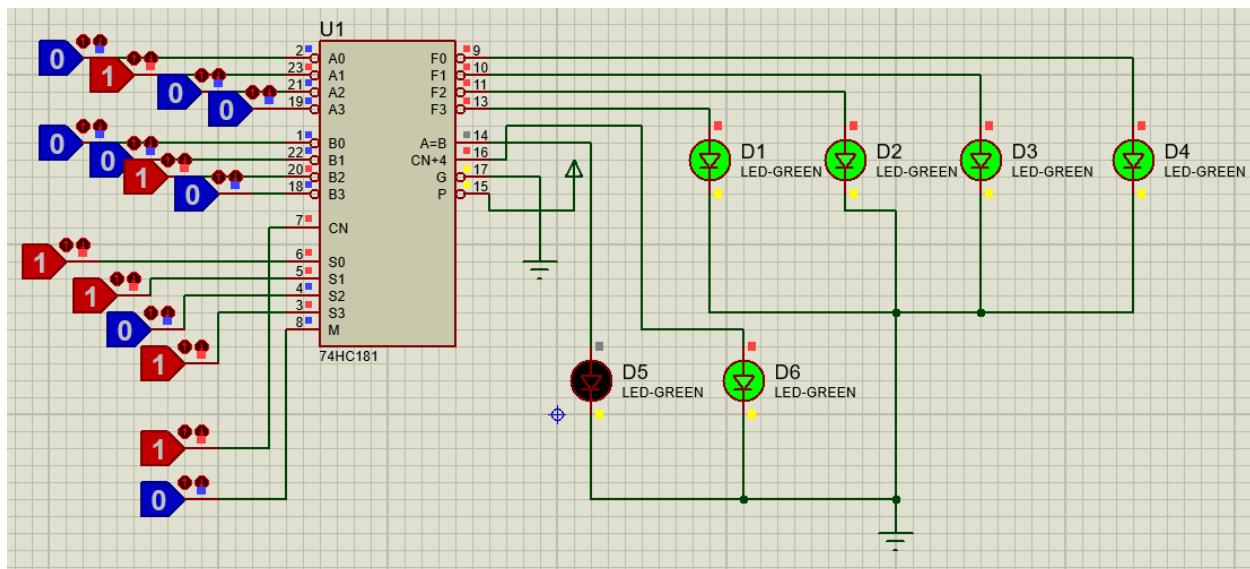 U1
0
1
0
0
0
0
1
0
1
1
0
1
1
0
2 A0
23 A1
21 A2
19 A3
1 B0
22 B1
20 B2
18 B3
7 CN
6 S0
5 S1
4 S2
3 S3
8 M
F0 9
F1 10
F2 11
F3 13
A=B 14
CN+4 16
G 17
P 15
74HC181
D1
LED-GREEN
D2
LED-GREEN
D3
LED-GREEN
D4
LED-GREEN
D5
LED-GREEN
D6
LED-GREEN